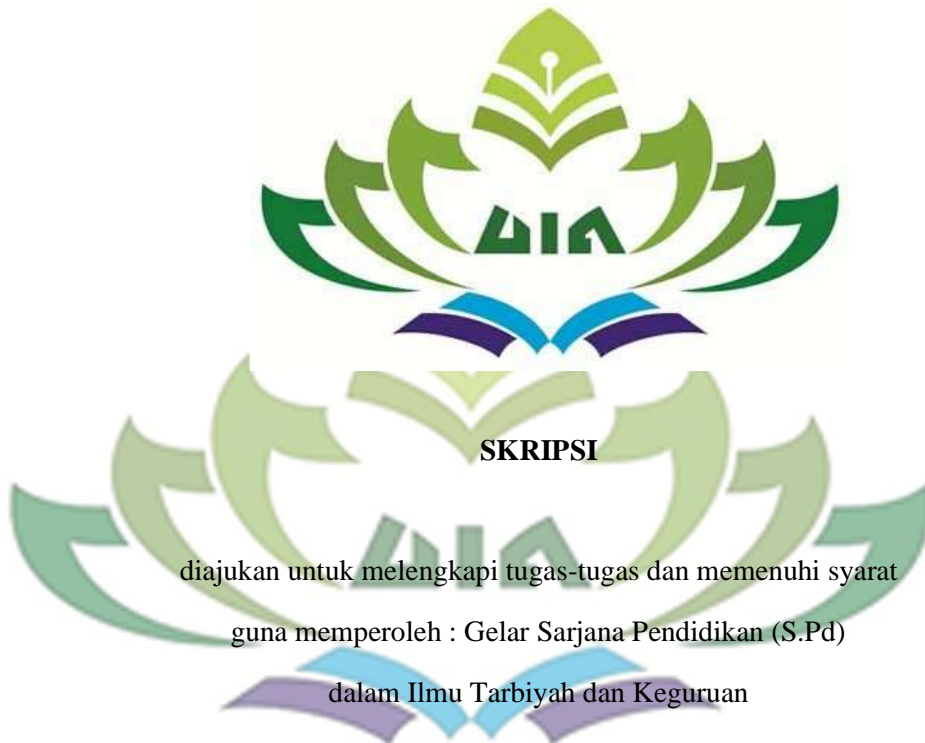 UIN
SKRIPSI
diajukan untuk melengkapi tugas-tugas dan memenuhi syarat
guna memperoleh : Gelar Sarjana Pendidikan (S.Pd)
dalam Ilmu Tarbiyah dan Keguruan
UIN